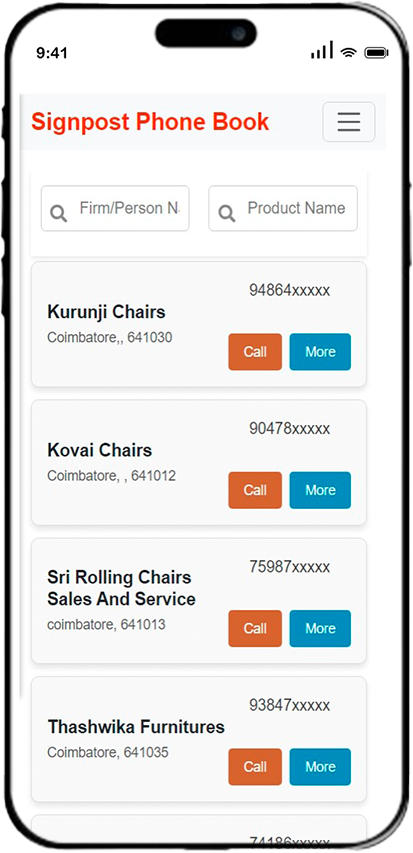 9:41
Signpost Phone Book
Firm/Person N
Product Name
94864xxxxx
Kurunji Chairs
Coimbatore,, 641030
Call
More
90478xxxxx
Kovai Chairs
Coimbatore, , 641012
Call
More
75987xxxxx
Sri Rolling Chairs
Sales And Service
coimbatore, 641013
Call
More
93847xxxxx
Thashwika Furnitures
Coimbatore, 641035
Call
More
74186xxxxx